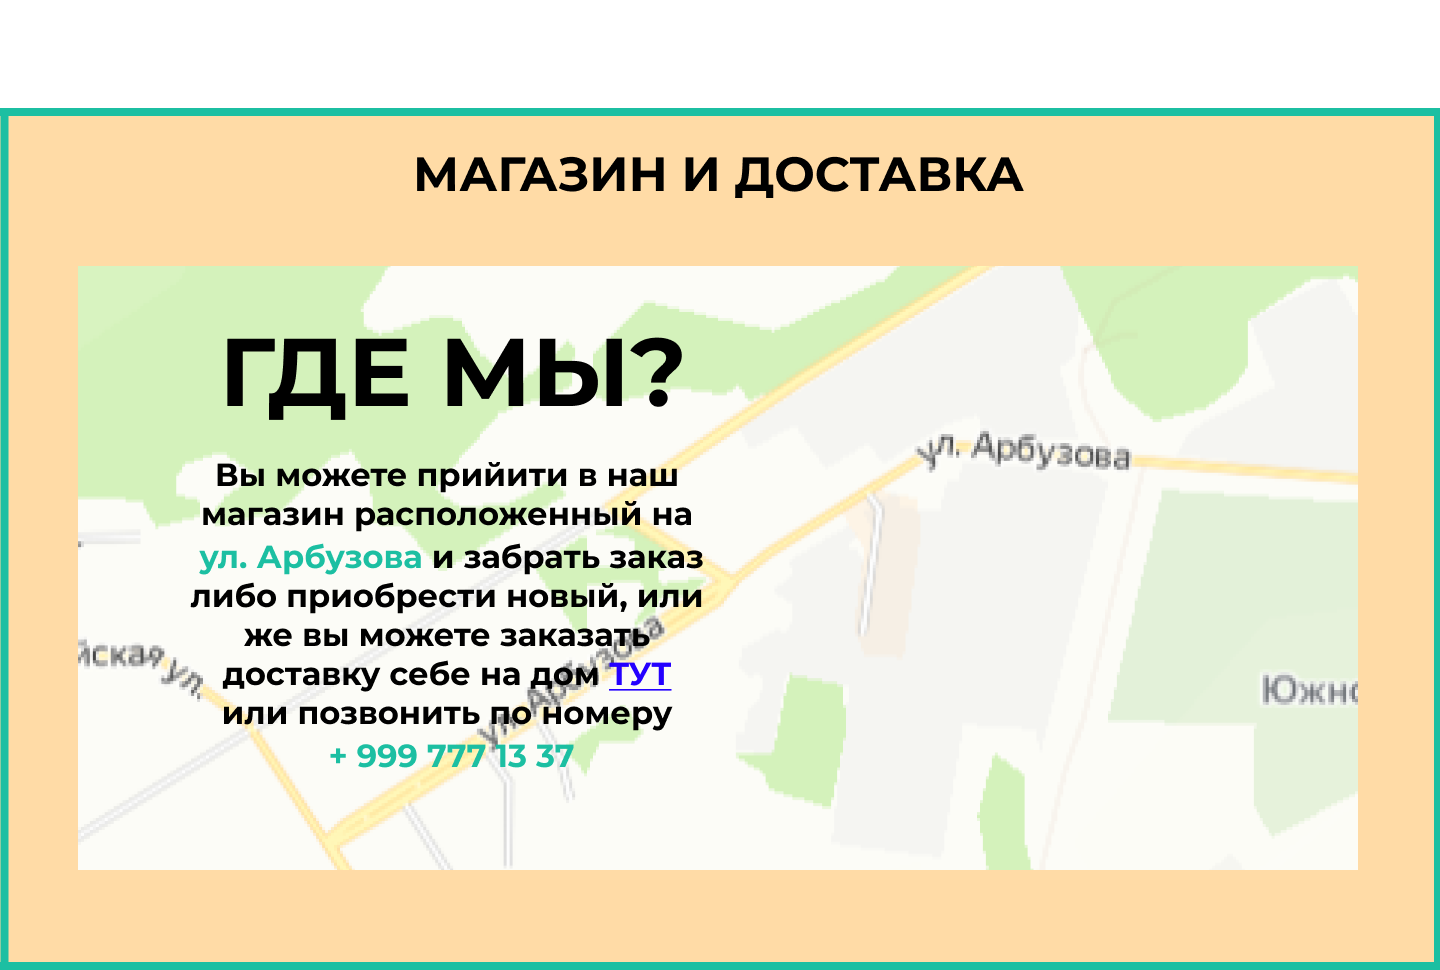 МАГАЗИН И ДОСТАВКА
ГДЕ МЫ?
ул. Арбузова
Вы можете прийити в наш
магазин расположенный на
ул. Арбузова и забрать заказ
либо приобрести новый, или
же вы можете заказать
доставку себе на дом ТУТ
или позвонить по номеру
+ 999 777 13 37
йская ул.
ул. Арбузова
Южно